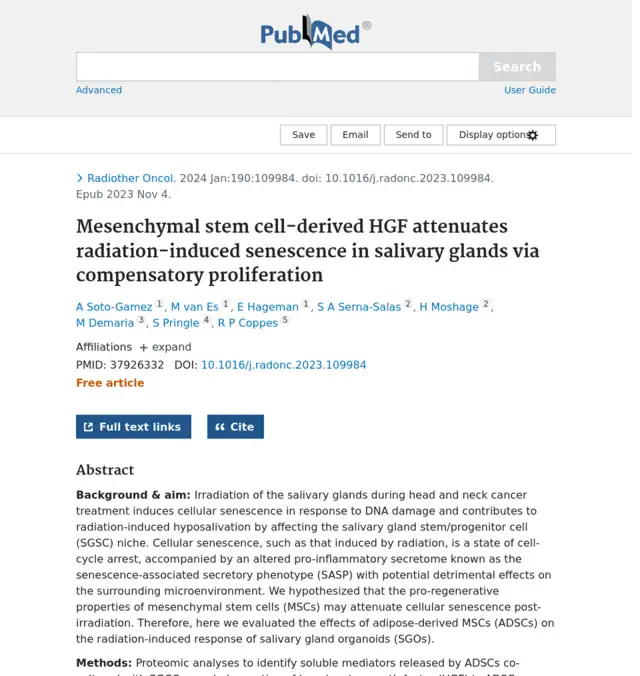 PubMed®
Search
Advanced
User Guide
Save
Email
Send to
Display options
Radiother Oncol. 2024 Jan:190:109984. doi: 10.1016/j.radonc.2023.109984.
Epub 2023 Nov 4.
Mesenchymal stem cell-derived HGF attenuates
radiation-induced senescence in salivary glands via
compensatory proliferation
A Soto-Gamez 1, M van Es 1, E Hageman 1, S A Serna-Salas 2, H Moshage 2,
M Demaria 3, S Pringle 4, R P Coppes 5
Affiliations + expand
PMID: 37926332 DOI: 10.1016/j.radonc.2023.109984
Free article
Full text links
Cite
Abstract
Background & aim: Irradiation of the salivary glands during head and neck cancer
treatment induces cellular senescence in response to DNA damage and contributes to
radiation-induced hyposalivation by affecting the salivary gland stem/progenitor cell
(SGSC) niche. Cellular senescence, such as that induced by radiation, is a state of cell-
cycle arrest, accompanied by an altered pro-inflammatory secretome known as the
senescence-associated secretory phenotype (SASP) with potential detrimental effects on
the surrounding microenvironment. We hypothesized that the pro-regenerative
properties of mesenchymal stem cells (MSCs) may attenuate cellular senescence post-
irradiation. Therefore, here we evaluated the effects of adipose-derived MSCs (ADSCs) on
the radiation-induced response of salivary gland organoids (SGOs).
Methods: Proteomic analyses to identify soluble mediators released by ADSCs co-